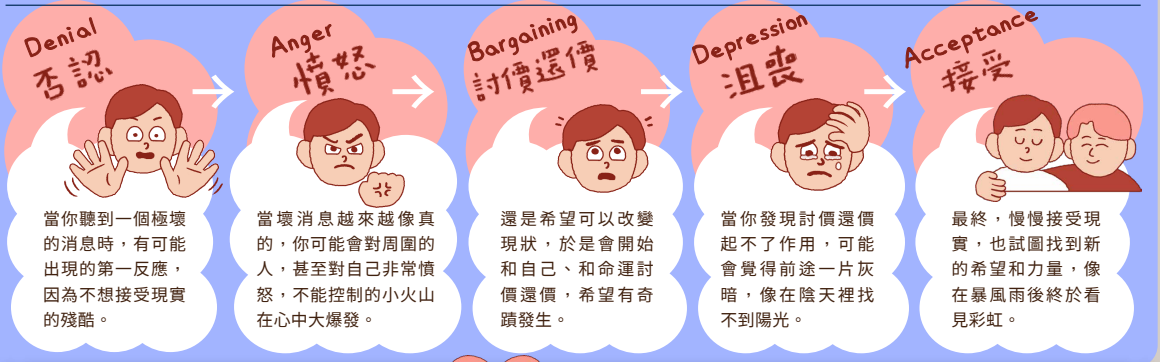 Denial
否認
當你聽到一個極壞
的消息時，有可能
出現的第一反應，
因為不想接受現實
的殘酷。
Anger
憤怒
當壞消息越來越像真
的，你可能會對周圍的
人，甚至對自己非常憤
怒，不能控制的小火山
在心中大爆發。
Bargaining
討價還價
還是希望可以改變
現狀，於是會開始
和自己、和命運討
價還價，希望有奇
蹟發生。
Depression
沮喪
當你發現討價還價
起不了作用，可能
會覺得前途一片灰
暗，像在陰天裡找
不到陽光。
Acceptance
接受
最終，慢慢接受現
實，也試圖找到新
的希望和力量，像
在暴風雨後終於看
見彩虹。